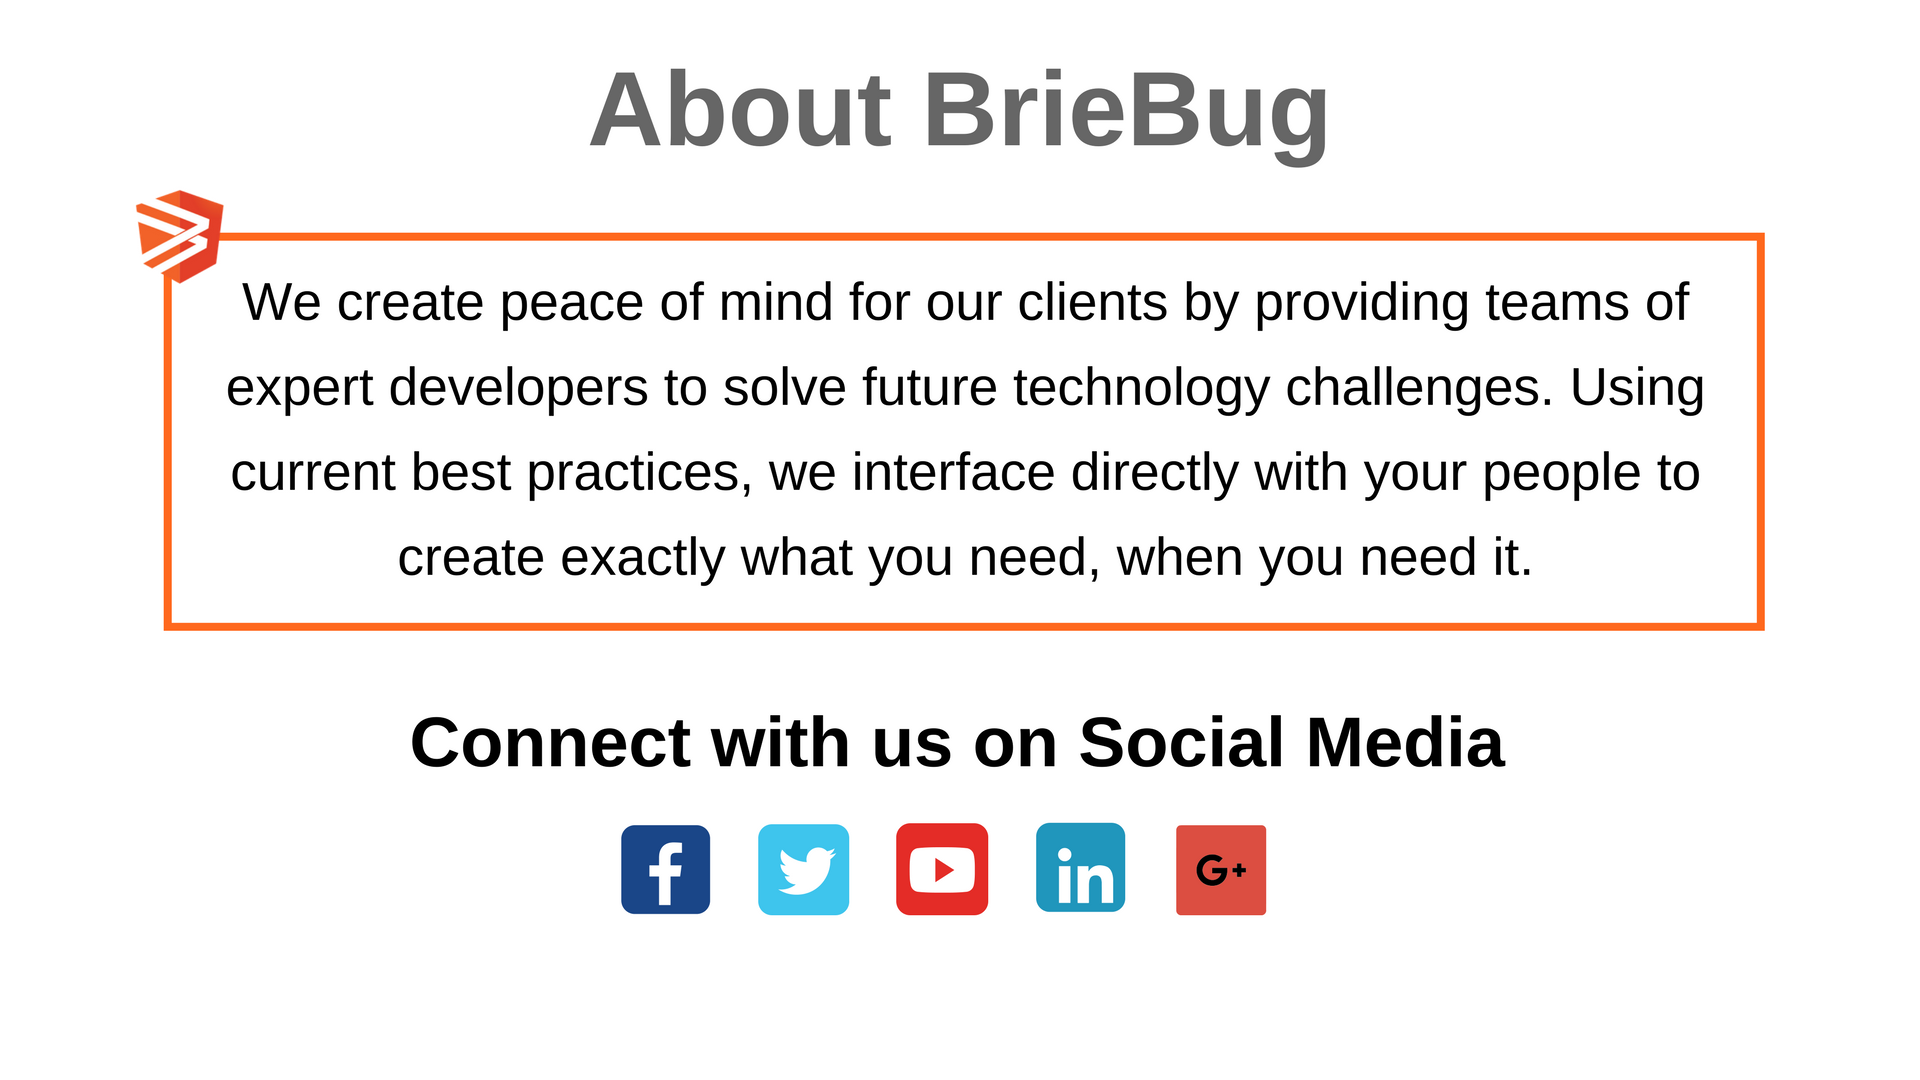 About BrieBug
We create peace of mind for our clients by providing teams of
expert developers to solve future technology challenges. Using
current best practices, we interface directly with your people to
create exactly what you need, when you need it.
Connect with us on Social Media
f in G+